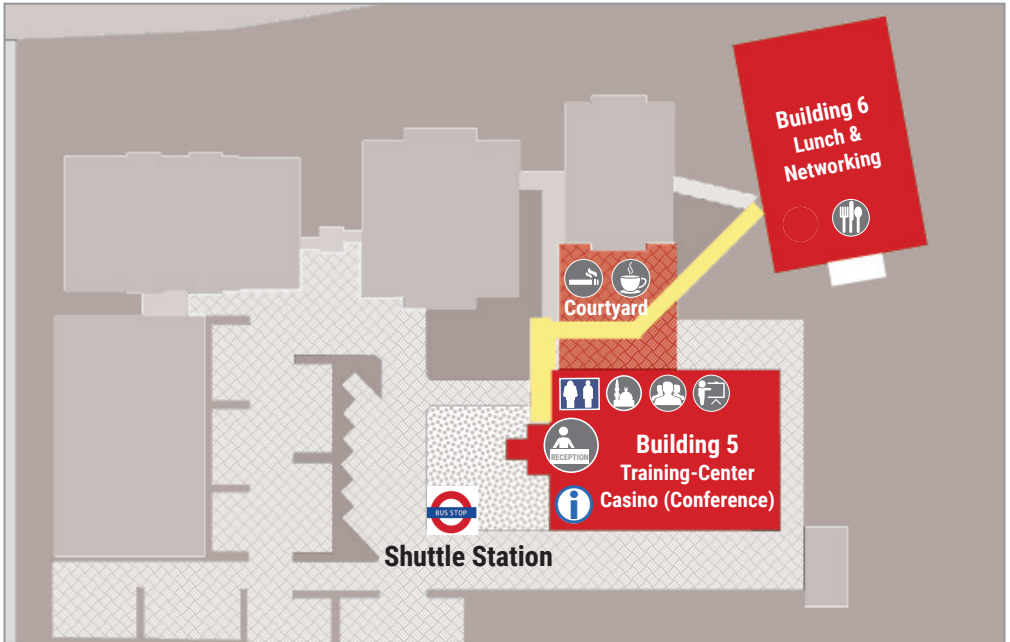 Building 6
Lunch &
Networking
Courtyard
RECEPTION
Building 5
Training-Center
Casino (Conference)
i
BUS STOP
Shuttle Station